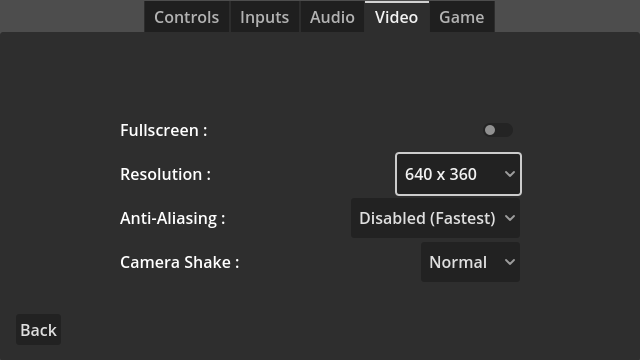 Controls Inputs Audio Video Game
Fullscreen :
Resolution : 640 x 360
Anti-Aliasing : Disabled (Fastest)
Camera Shake : Normal
Back